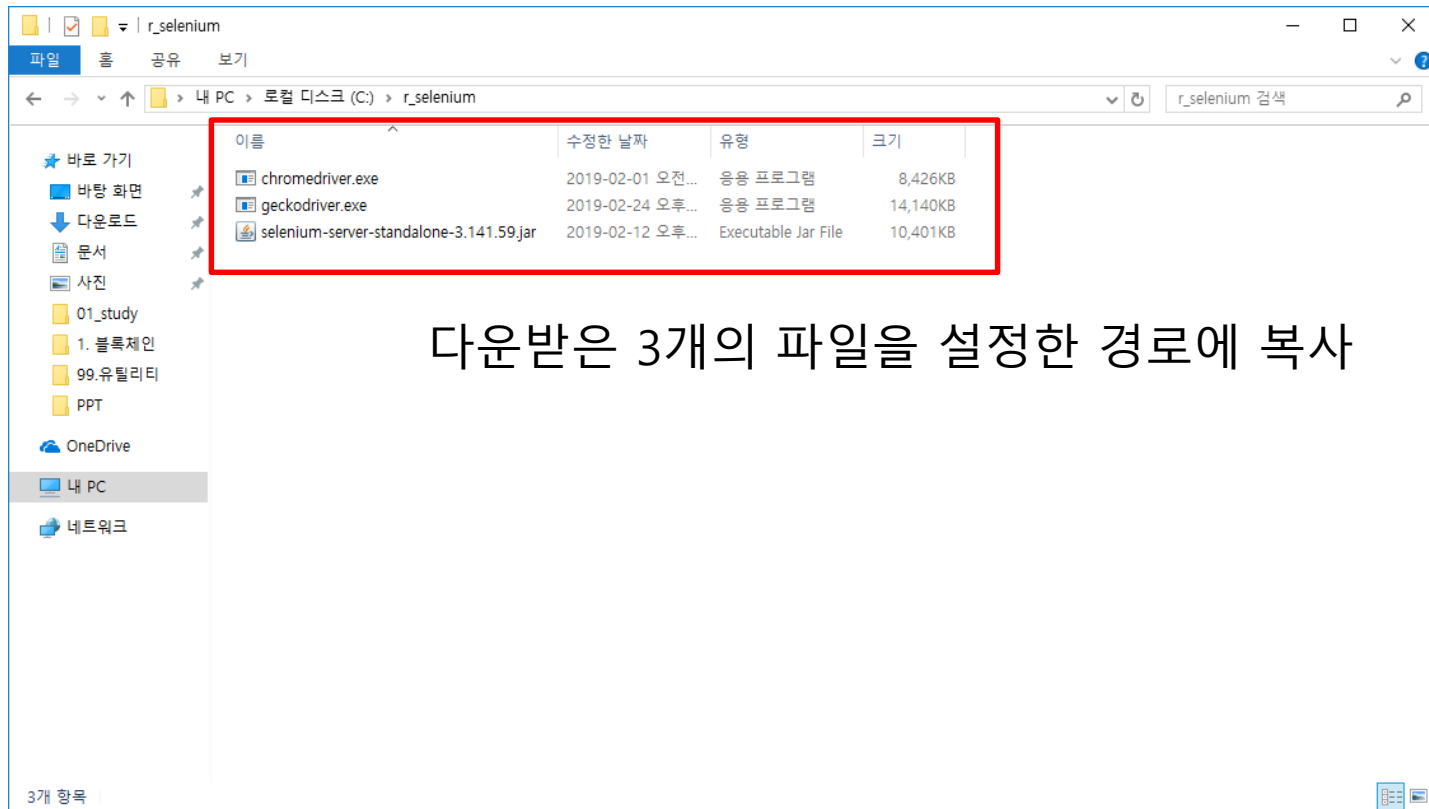 r_selenium
파일 홈 공유 보기
내 PC > 로컬 디스크 (C:) > r_selenium
r_selenium 검색
이름 수정한 날짜 유형 크기
chromedriver.exe 2019-02-01 오전... 응용 프로그램 8,426KB
geckodriver.exe 2019-02-24 오후... 응용 프로그램 14,140KB
selenium-server-standalone-3.141.59.jar 2019-02-12 오후... Executable Jar File 10,401KB
바로 가기
바탕 화면
다운로드
문서
사진
01_study
1. 블록체인
99.유틸리티
PPT
OneDrive
내 PC
네트워크
다운받은 3개의 파일을 설정한 경로에 복사
3개 항목